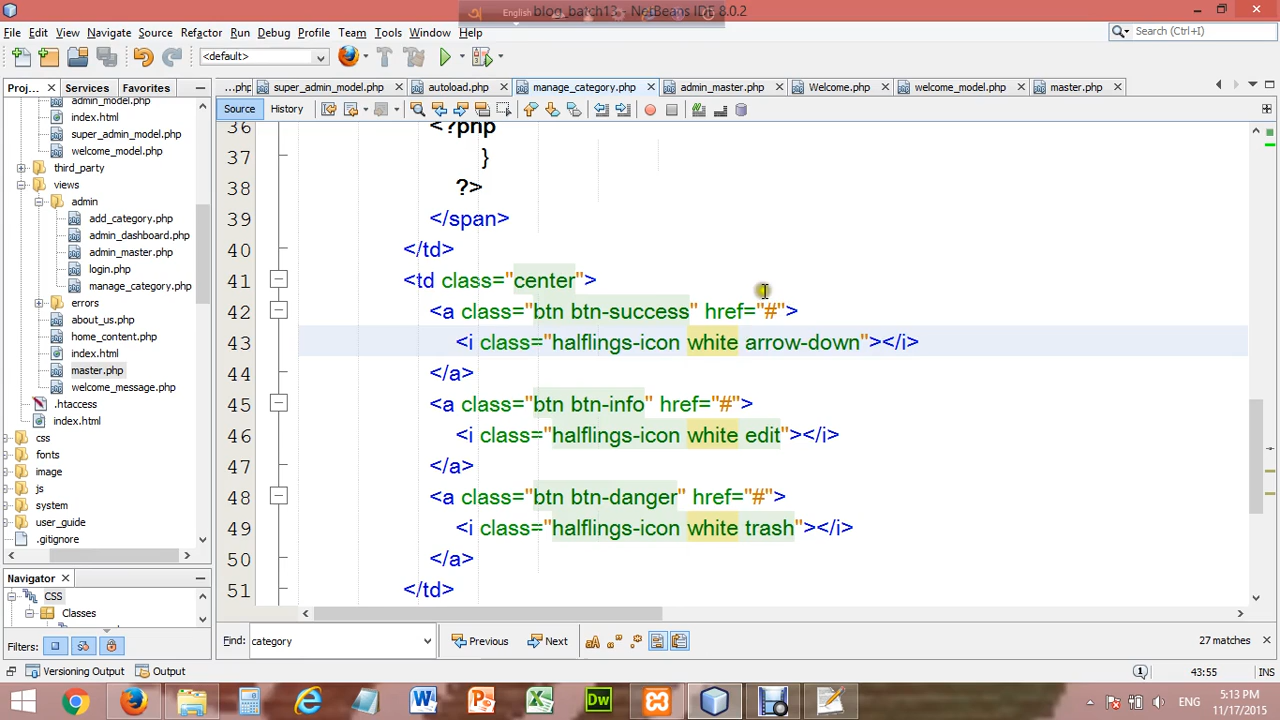 English
blog_batch13 - NetBeans IDE 8.0.2
File Edit View Navigate Source Refactor Run Debug Profile Team Tools Window Help
Search (Ctrl+I)
<default>
Proj... Services Favorites
...php super_admin_model.php autoload.php manage_category.php admin_master.php Welcome.php welcome_model.php master.php
Source History
admin_model.php
index.html
super_admin_model.php
welcome_model.php
third_party
views
admin
add_category.php
admin_dashboard.php
admin_master.php
login.php
manage_category.php
errors
about_us.php
home_content.php
index.html
master.php
welcome_message.php
.htaccess
index.html
css
fonts
image
js
system
user_guide
.gitignore
36 <?php
37 }
38 ?>
39 </span>
40 </td>
41 <td class="center">
42 <a class="btn btn-success" href="#">
43 <i class="halflings-icon white arrow-down"></i>
44 </a>
45 <a class="btn btn-info" href="#">
46 <i class="halflings-icon white edit"></i>
47 </a>
48 <a class="btn btn-danger" href="#">
49 <i class="halflings-icon white trash"></i>
50 </a>
51 </td>
Navigator
CSS
Classes
Filters:
Find: category Previous Next 27 matches
Versioning Output Output
43:55 INS
ENG
5:13 PM
11/17/2015